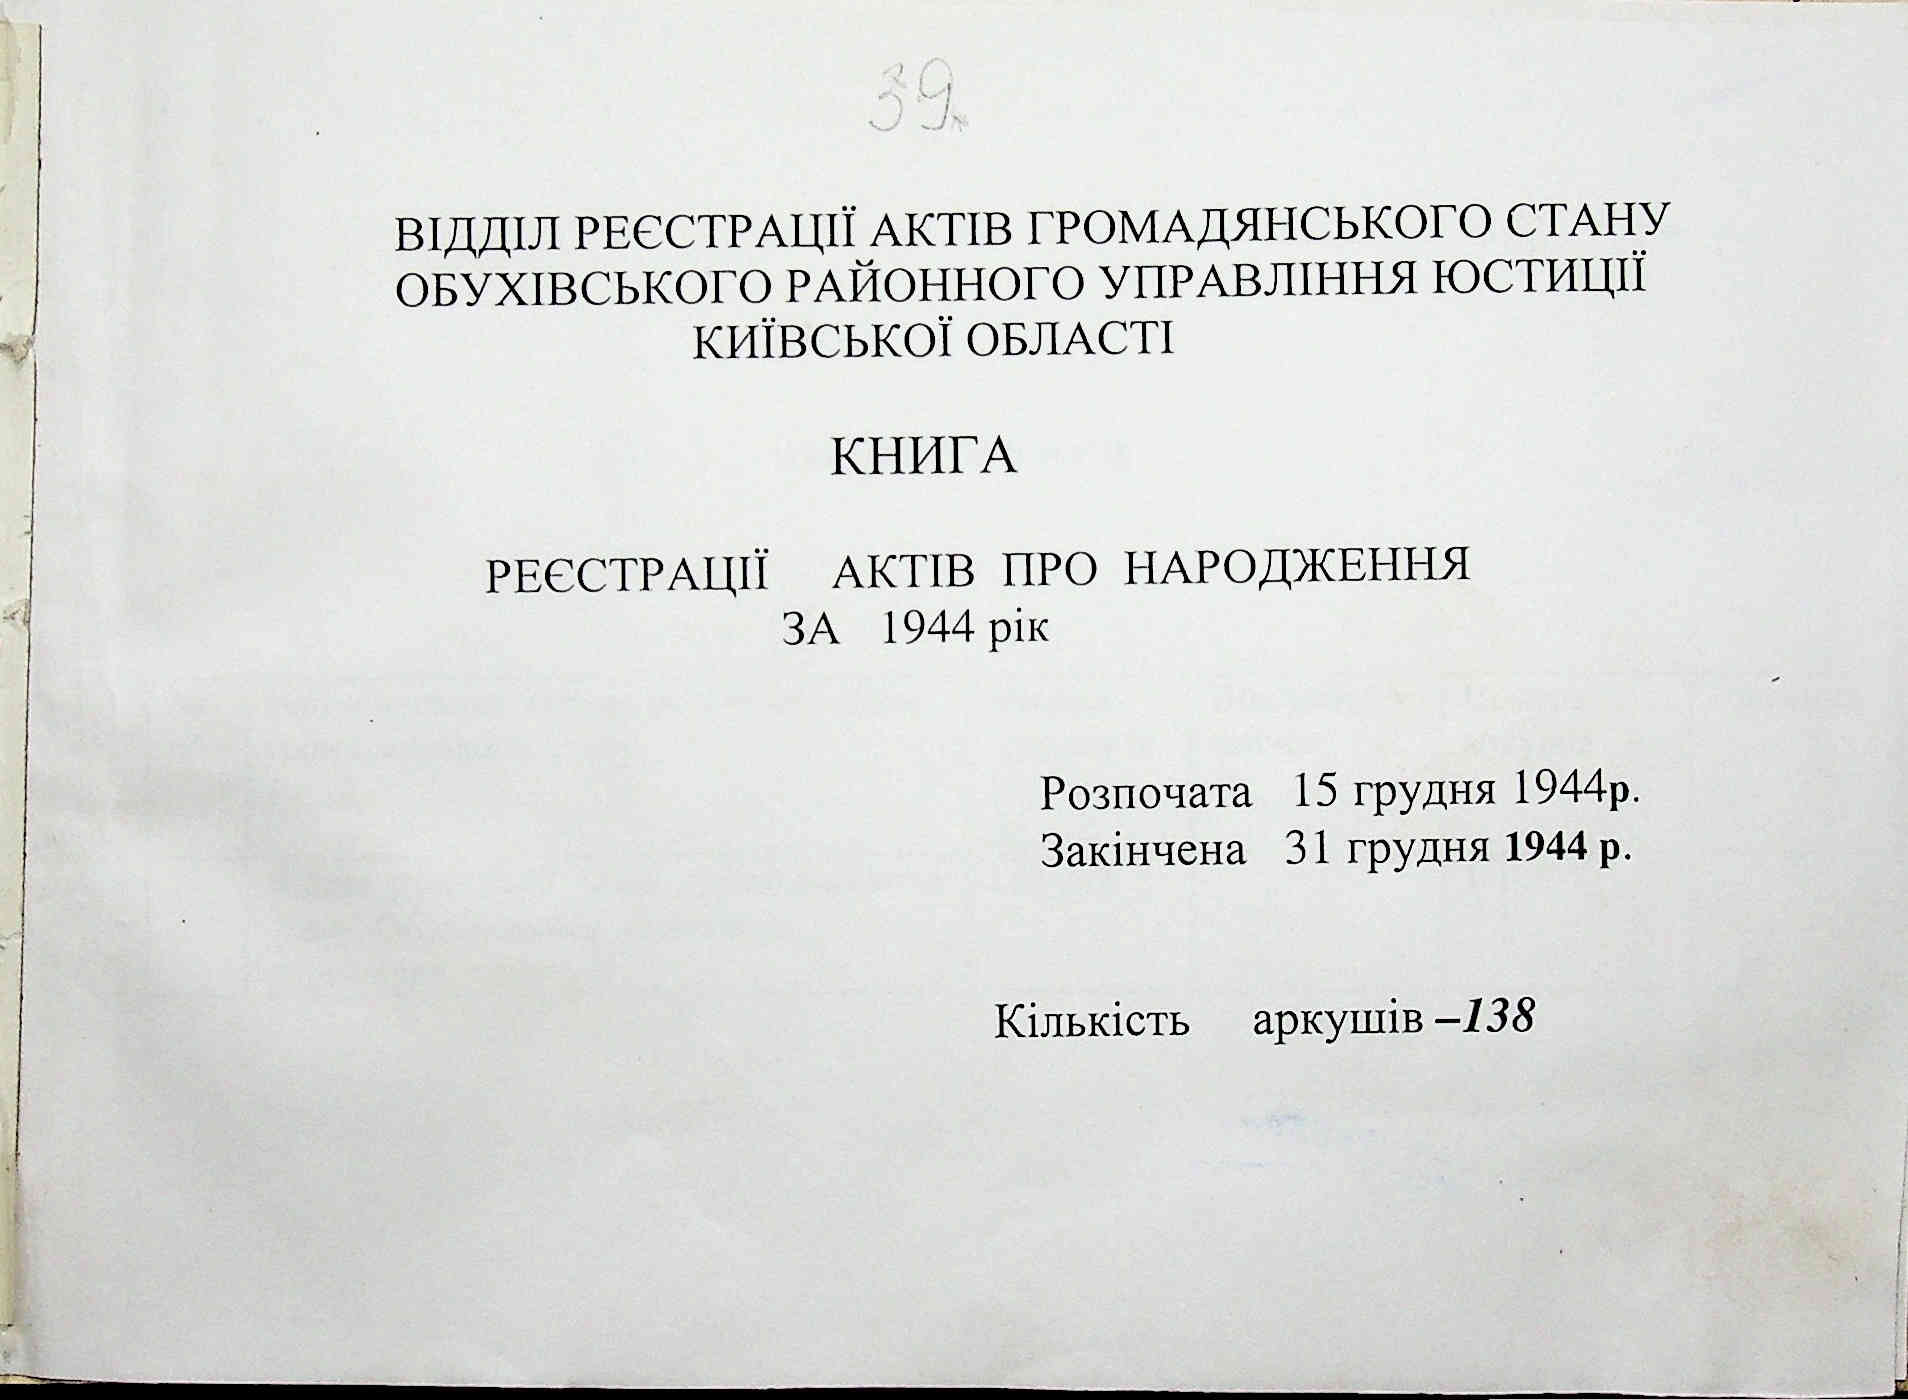 39
ВІДДІЛ РЕЄСТРАЦІЇ АКТІВ ГРОМАДЯНСЬКОГО СТАНУ
ОБУХІВСЬКОГО РАЙОННОГО УПРАВЛІННЯ ЮСТИЦІЇ
КИЇВСЬКОЇ ОБЛАСТІ
КНИГА
РЕЄСТРАЦІЇ АКТІВ ПРО НАРОДЖЕННЯ
ЗА 1944 рік
Розпочата 15 грудня 1944р.
Закінчена 31 грудня 1944 р.
Кількість аркушів –138